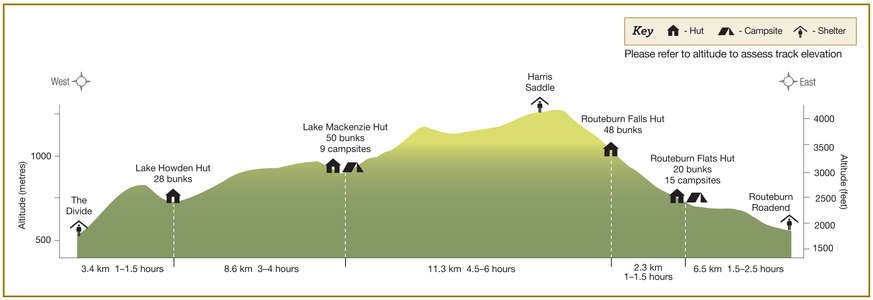 Key - Hut - Campsite - Shelter
Please refer to altitude to assess track elevation
West
East
Harris
Saddle
Lake Mackenzie Hut
50 bunks
9 campsites
Routeburn Falls Hut
48 bunks
Lake Howden Hut
28 bunks
Routeburn Flats Hut
20 bunks
15 campsites
The
Divide
Routeburn
Roadend
Altitude (metres)
1000
500
Altitude (feet)
4000
3500
3000
2500
2000
1500
3.4 km 1–1.5 hours
8.6 km 3–4 hours
11.3 km 4.5–6 hours
2.3 km
1–1.5 hours
6.5 km 1.5–2.5 hours